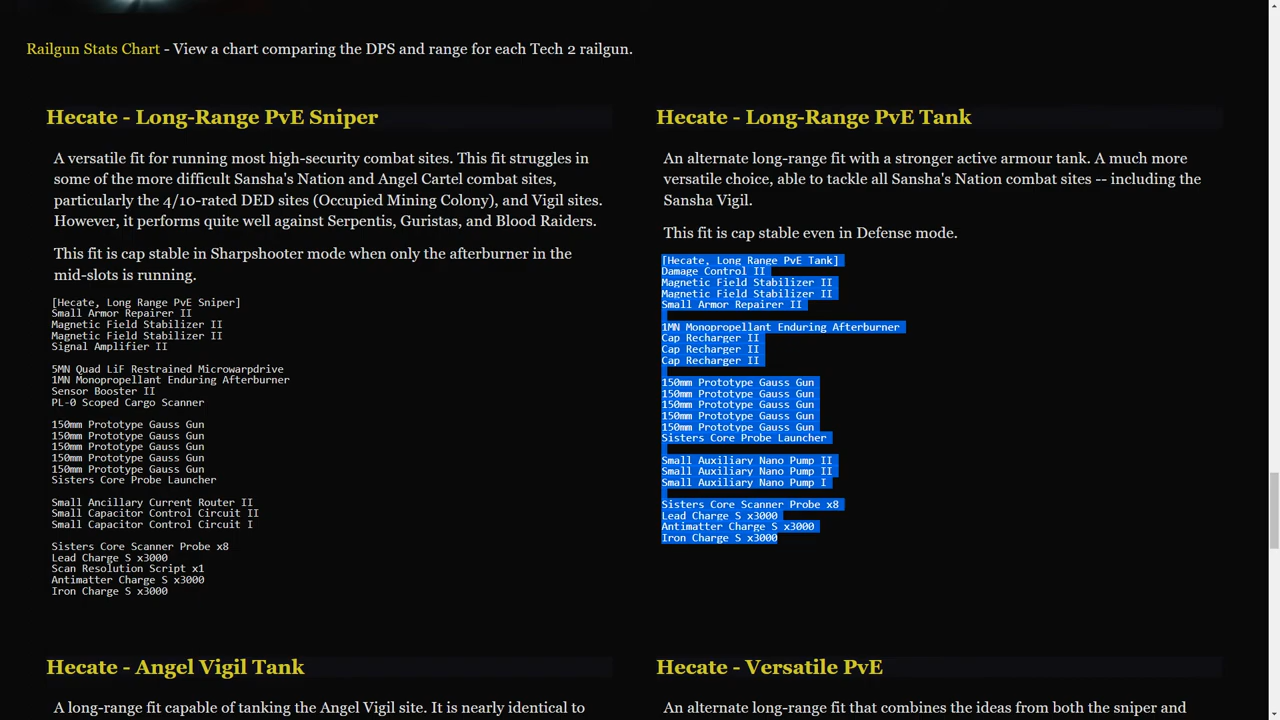 Railgun Stats Chart - View a chart comparing the DPS and range for each Tech 2 railgun.
Hecate - Long-Range PvE Sniper
A versatile fit for running most high-security combat sites. This fit struggles in
some of the more difficult Sansha's Nation and Angel Cartel combat sites,
particularly the 4/10-rated DED sites (Occupied Mining Colony), and Vigil sites.
However, it performs quite well against Serpentis, Guristas, and Blood Raiders.
This fit is cap stable in Sharpshooter mode when only the afterburner in the
mid-slots is running.
[Hecate, Long Range PvE Sniper]
Small Armor Repairer II
Magnetic Field Stabilizer II
Magnetic Field Stabilizer II
Signal Amplifier II
5MN Quad LiF Restrained Microwarpdrive
1MN Monopropellant Enduring Afterburner
Sensor Booster II
PL-0 Scoped Cargo Scanner
150mm Prototype Gauss Gun
150mm Prototype Gauss Gun
150mm Prototype Gauss Gun
150mm Prototype Gauss Gun
150mm Prototype Gauss Gun
Sisters Core Probe Launcher
Small Ancillary Current Router II
Small Capacitor Control Circuit II
Small Capacitor Control Circuit I
Sisters Core Scanner Probe x8
Lead Charge S x3000
Scan Resolution Script x1
Antimatter Charge S x3000
Iron Charge S x3000
Hecate - Long-Range PvE Tank
An alternate long-range fit with a stronger active armour tank. A much more
versatile choice, able to tackle all Sansha's Nation combat sites -- including the
Sansha Vigil.
This fit is cap stable even in Defense mode.
[Hecate, Long Range PvE Tank]
Damage Control II
Magnetic Field Stabilizer II
Magnetic Field Stabilizer II
Small Armor Repairer II
1MN Monopropellant Enduring Afterburner
Cap Recharger II
Cap Recharger II
Cap Recharger II
150mm Prototype Gauss Gun
150mm Prototype Gauss Gun
150mm Prototype Gauss Gun
150mm Prototype Gauss Gun
150mm Prototype Gauss Gun
Sisters Core Probe Launcher
Small Auxiliary Nano Pump II
Small Auxiliary Nano Pump II
Small Auxiliary Nano Pump I
Sisters Core Scanner Probe x8
Lead Charge S x3000
Antimatter Charge S x3000
Iron Charge S x3000
Hecate - Angel Vigil Tank
A long-range fit capable of tanking the Angel Vigil site. It is nearly identical to
Hecate - Versatile PvE
An alternate long-range fit that combines the ideas from both the sniper and